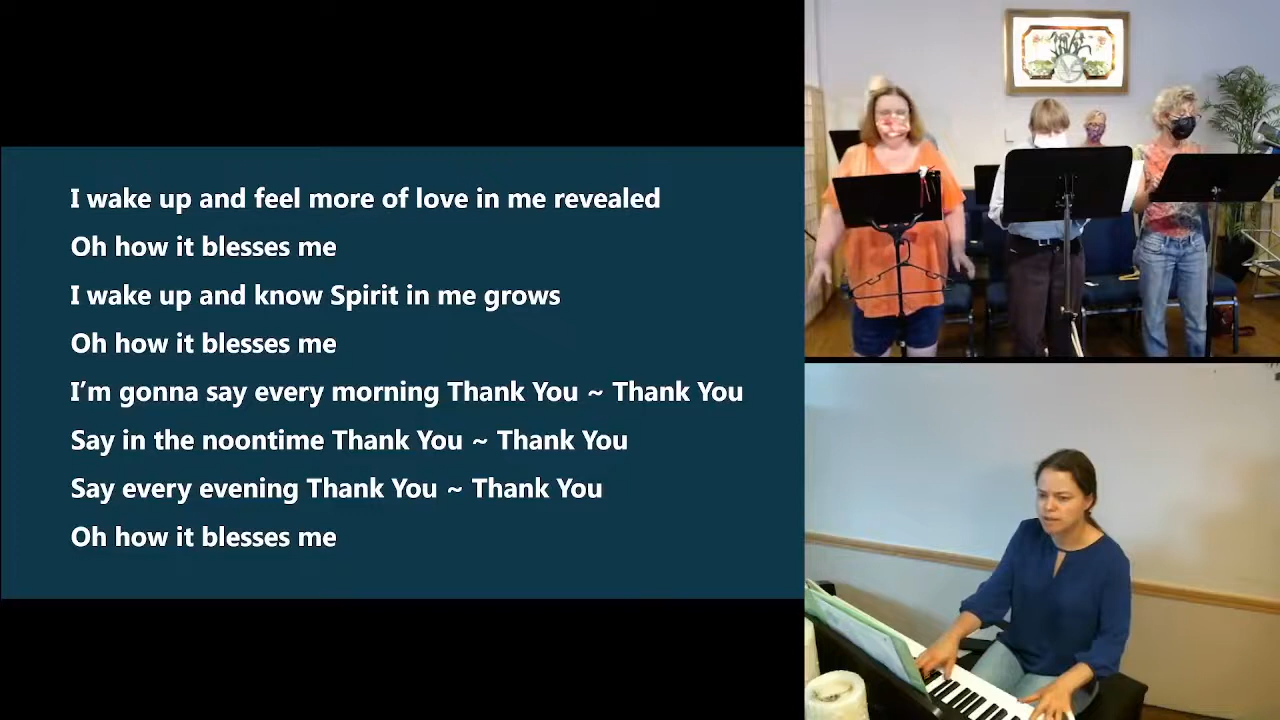 I wake up and feel more of love in me revealed
Oh how it blesses me
I wake up and know Spirit in me grows
Oh how it blesses me
I’m gonna say every morning Thank You ~ Thank You
Say in the noontime Thank You ~ Thank You
Say every evening Thank You ~ Thank You
Oh how it blesses me